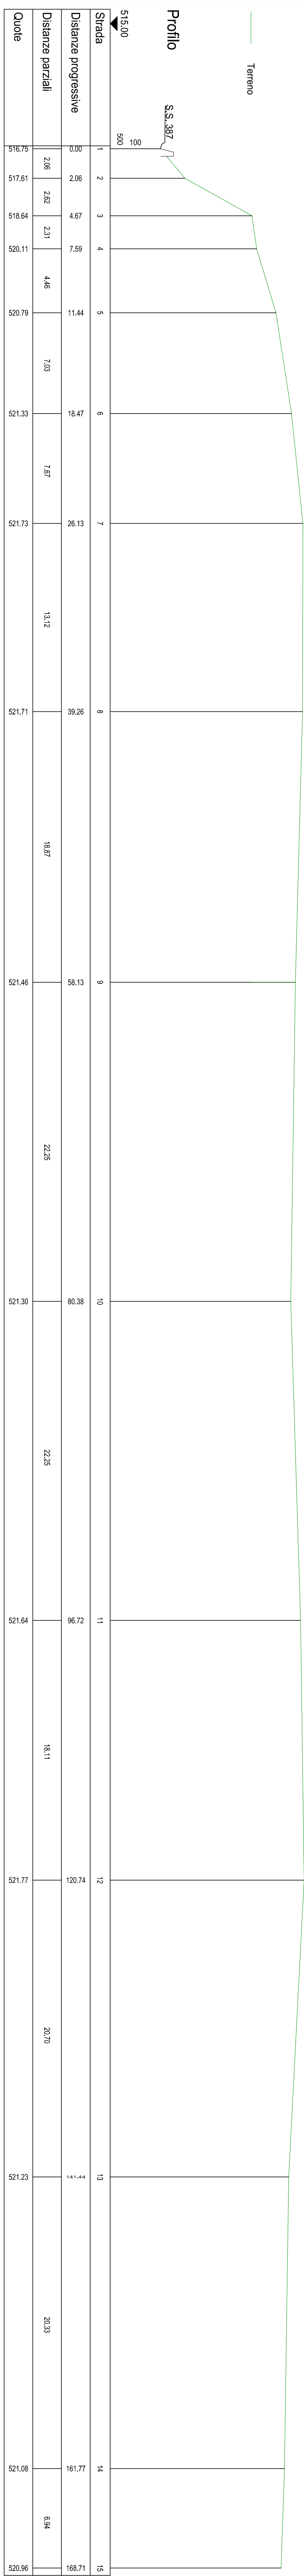 Terreno
Profilo
S.S. 387
515.00
500 100
Strada 1 2 3 4 5 6 7 8 9 10 11 12 13 14 15
Distanze progressive 0.00 2.06 4.67 7.59 11.44 18.47 26.13 39.26 58.13 80.38 96.72 120.74 141.44 161.77 168.71
Distanze parziali 2.06 2.62 2.31 4.46 7.03 7.67 13.12 18.87 22.25 22.25 18.11 20.70 20.33 6.94
Quote 516.75 517.61 518.64 520.11 520.79 521.33 521.73 521.71 521.46 521.30 521.64 521.77 521.23 521.08 520.96